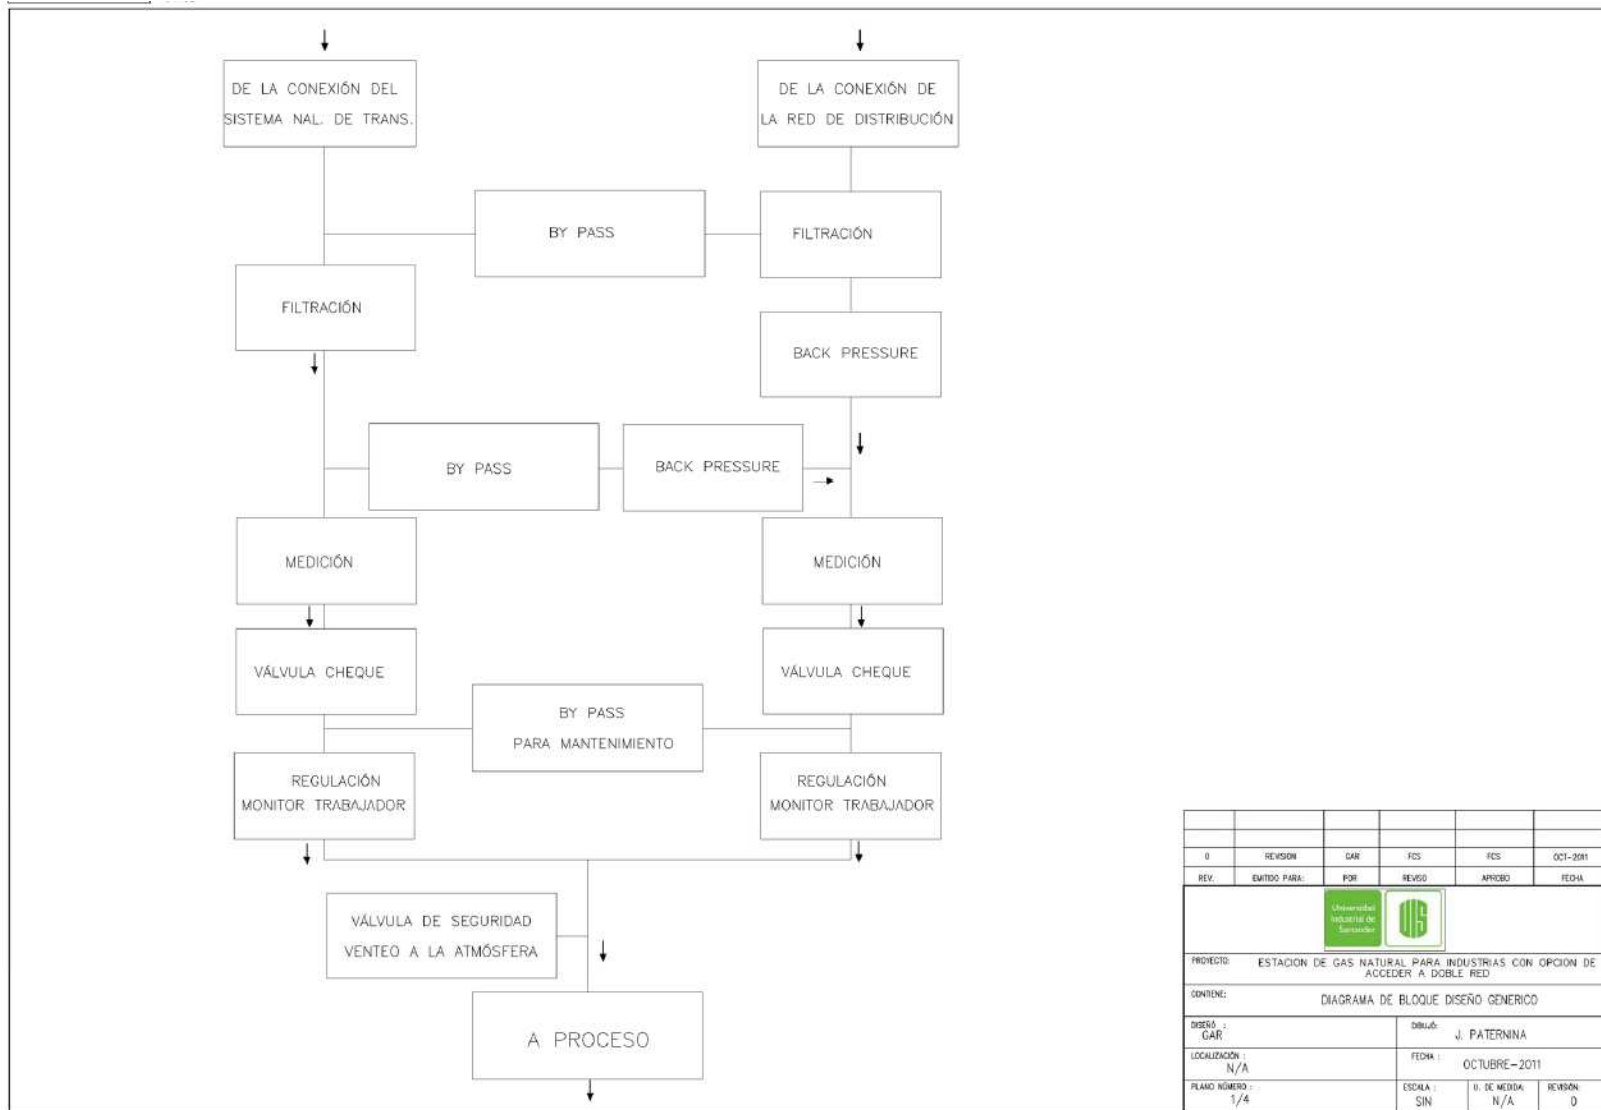 DE LA CONEXIÓN DEL
SISTEMA NAL. DE TRANS.
DE LA CONEXIÓN DE
LA RED DE DISTRIBUCIÓN
BY PASS
FILTRACIÓN
FILTRACIÓN
BACK PRESSURE
BY PASS
BACK PRESSURE
MEDICIÓN
MEDICIÓN
VÁLVULA CHEQUE
VÁLVULA CHEQUE
BY PASS
PARA MANTENIMIENTO
REGULACIÓN
MONITOR TRABAJADOR
REGULACIÓN
MONITOR TRABAJADOR
VÁLVULA DE SEGURIDAD
VENTEO A LA ATMÓSFERA
A PROCESO
0 REVISION GAR FCS FCS OCT-2011
REV. EMITIDO PARA: POR REVISO APROBO FECHA
Universidad
Industrial de
Santander
UIS
PROYECTO: ESTACION DE GAS NATURAL PARA INDUSTRIAS CON OPCION DE
ACCEDER A DOBLE RED
CONTIENE: DIAGRAMA DE BLOQUE DISEÑO GENERICO
DISEÑÓ :
GAR
DIBUJÓ:
J. PATERNINA
LOCALIZACIÓN :
N/A
FECHA :
OCTUBRE-2011
PLANO NÚMERO :
1/4
ESCALA :
SIN
U. DE MEDIDA:
N/A
REVISIÓN:
0